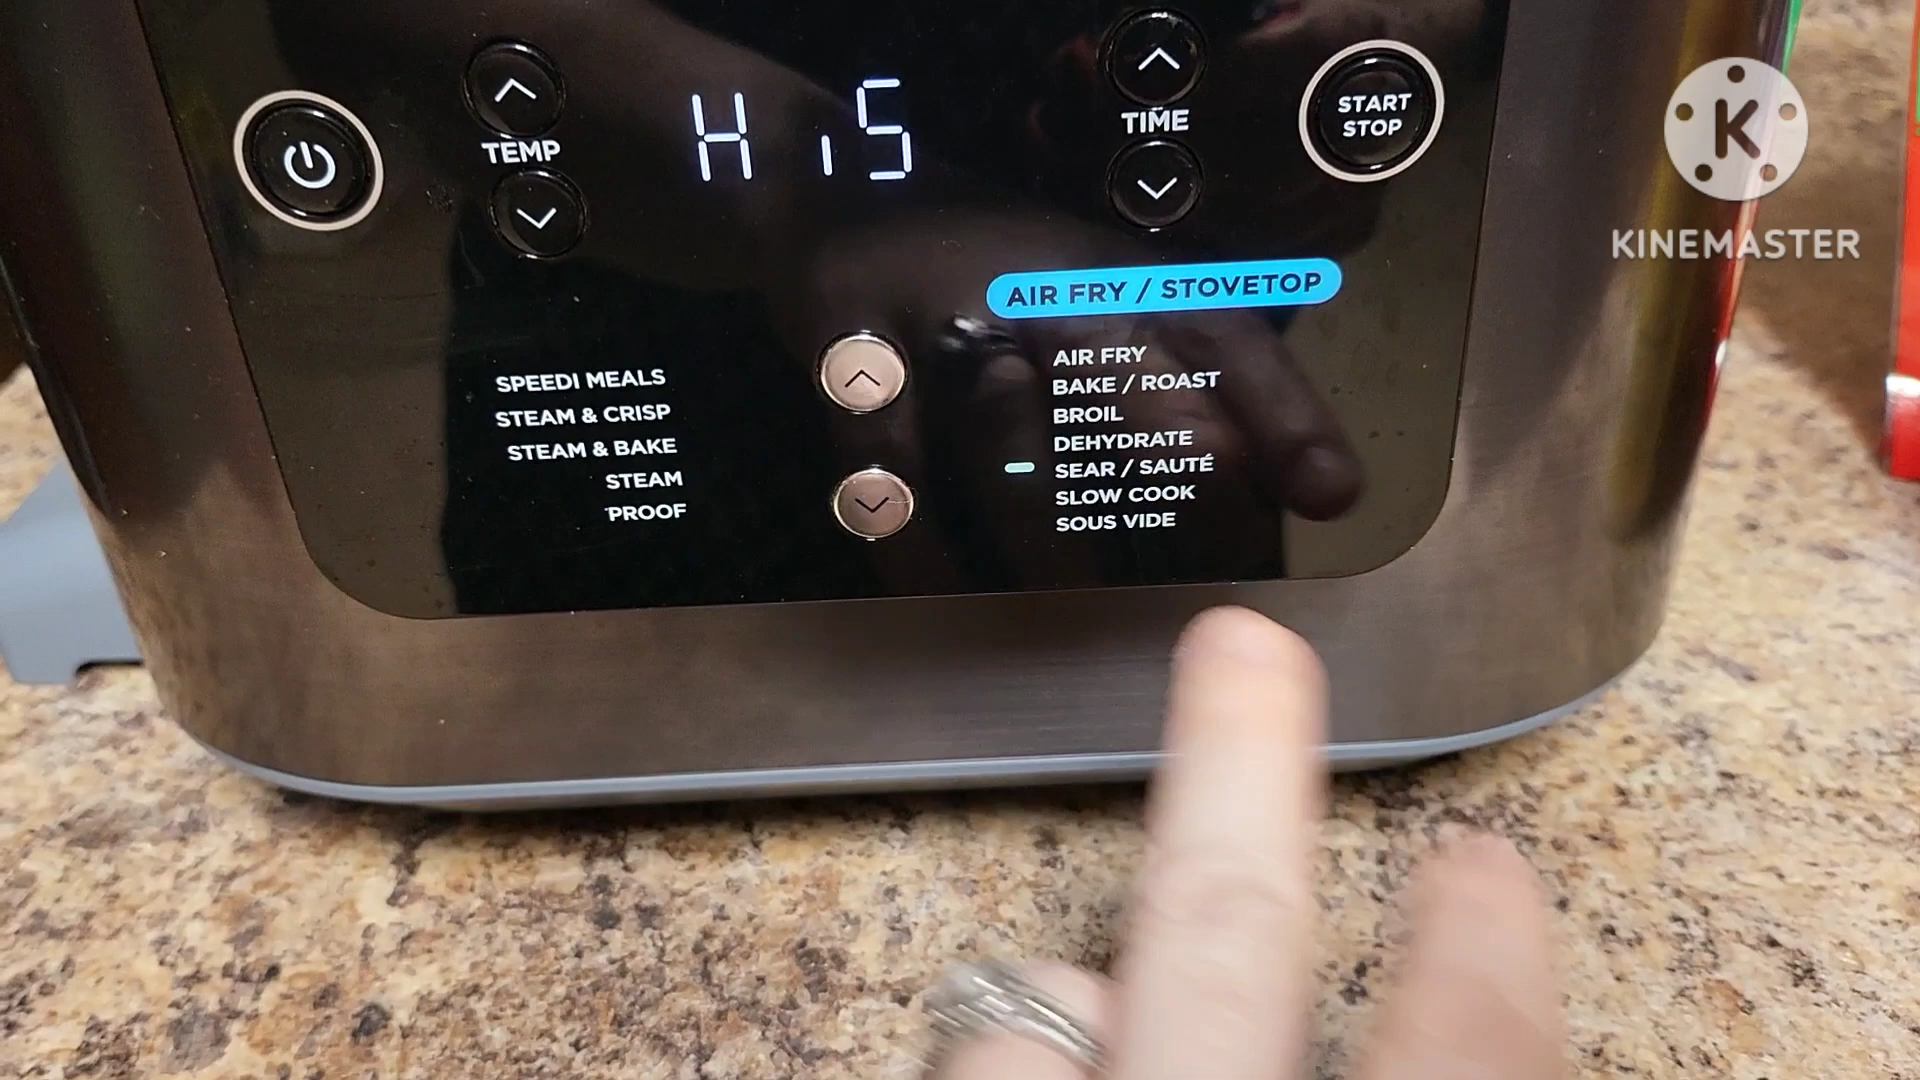 Hi5
TEMP
TIME
START
STOP
K
KINEMASTER
AIR FRY / STOVETOP
SPEEDI MEALS
STEAM & CRISP
STEAM & BAKE
STEAM
PROOF
AIR FRY
BAKE / ROAST
BROIL
DEHYDRATE
SEAR / SAUTÉ
SLOW COOK
SOUS VIDE